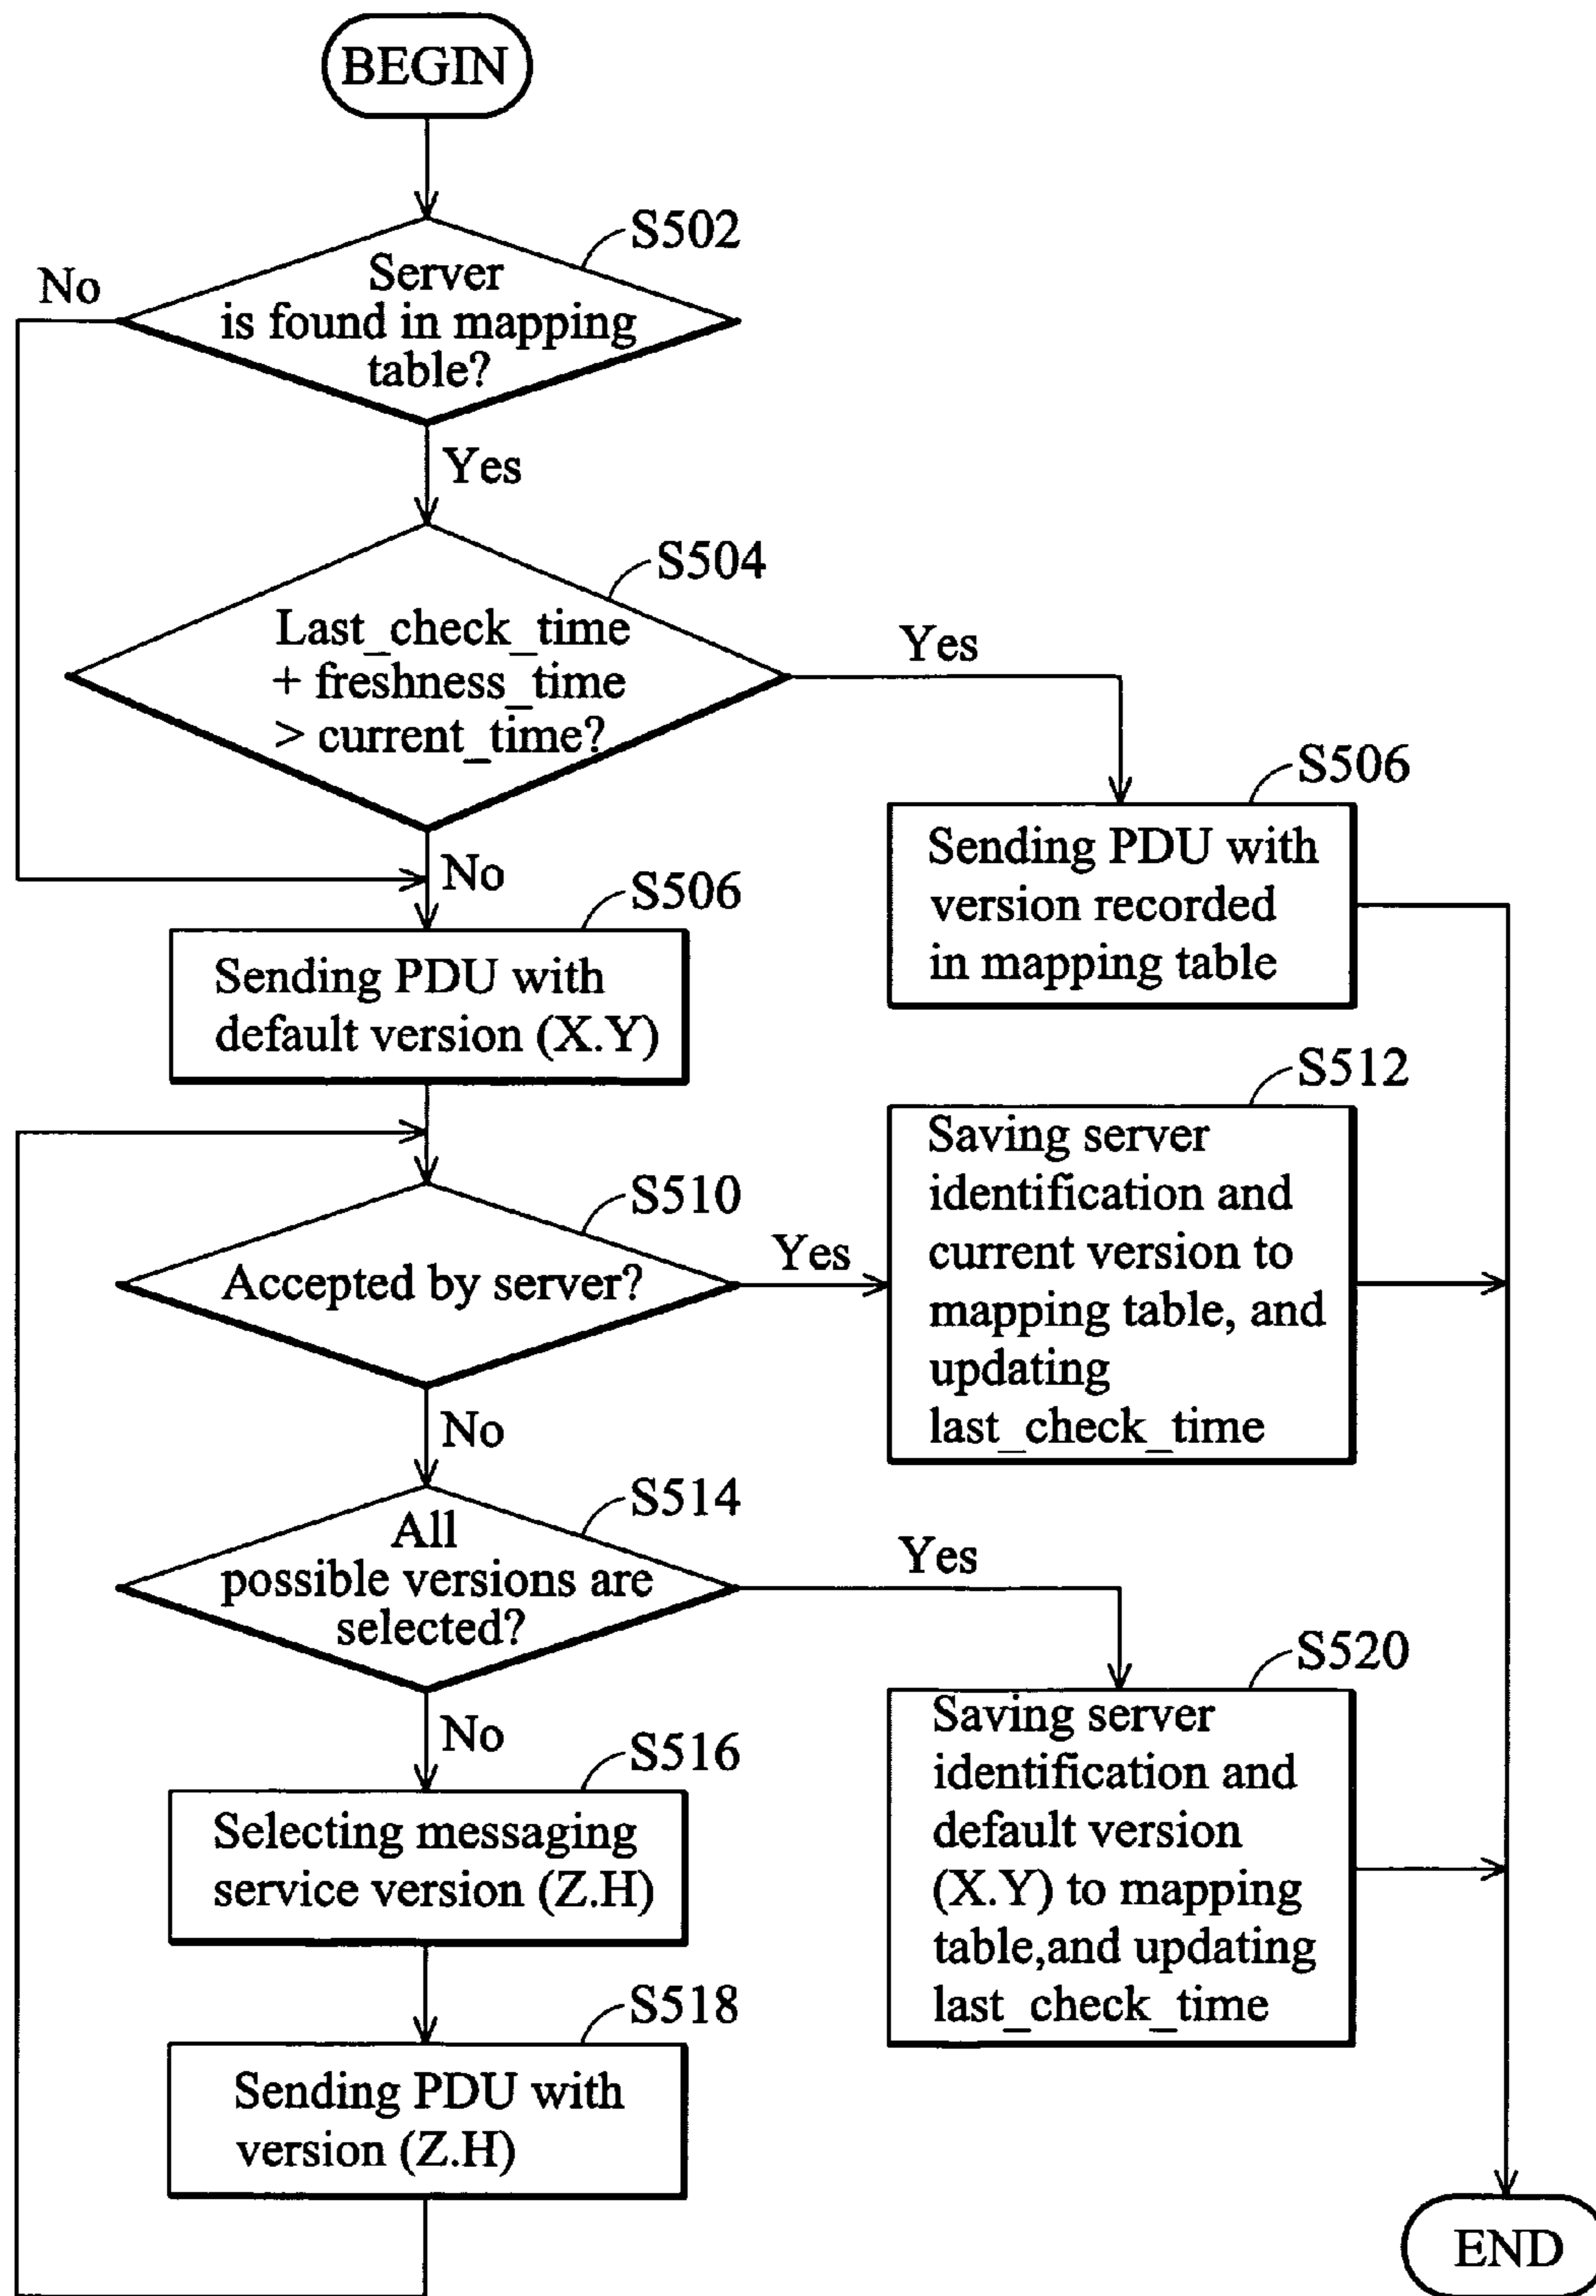 BEGIN
S502
No
Server
is found in mapping
table?
Yes
S504
Last_check_time
+ freshness_time
> current_time?
Yes
No
S506
Sending PDU with
version recorded
in mapping table
S506
Sending PDU with
default version (X.Y)
S510
Accepted by server?
Yes
S512
Saving server
identification and
current version to
mapping table, and
updating
last_check_time
No
S514
All
possible versions are
selected?
Yes
S520
Saving server
identification and
default version
(X.Y) to mapping
table,and updating
last_check_time
No
S516
Selecting messaging
service version (Z.H)
S518
Sending PDU with
version (Z.H)
END